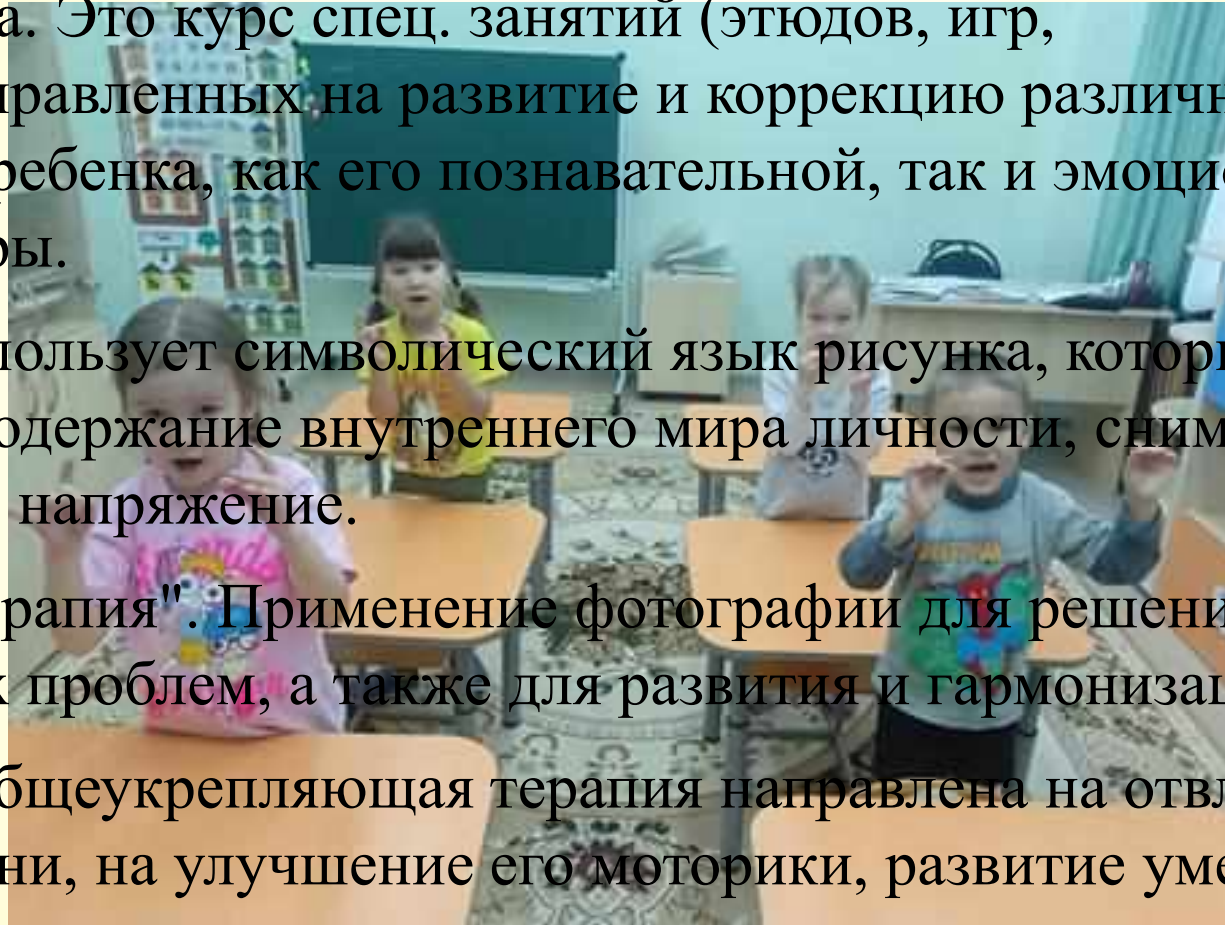 а. Это курс спец. занятий (этюдов, игр,
правленных на развитие и коррекцию различн
ребенка, как его познавательной, так и эмоци
ры.
пользует символический язык рисунка, котор
одержание внутреннего мира личности, сним
напряжение.
рапия". Применение фотографии для решени
к проблем, а также для развития и гармониза
бщеукрепляющая терапия направлена на отв
ни, на улучшение его моторики, развитие уме